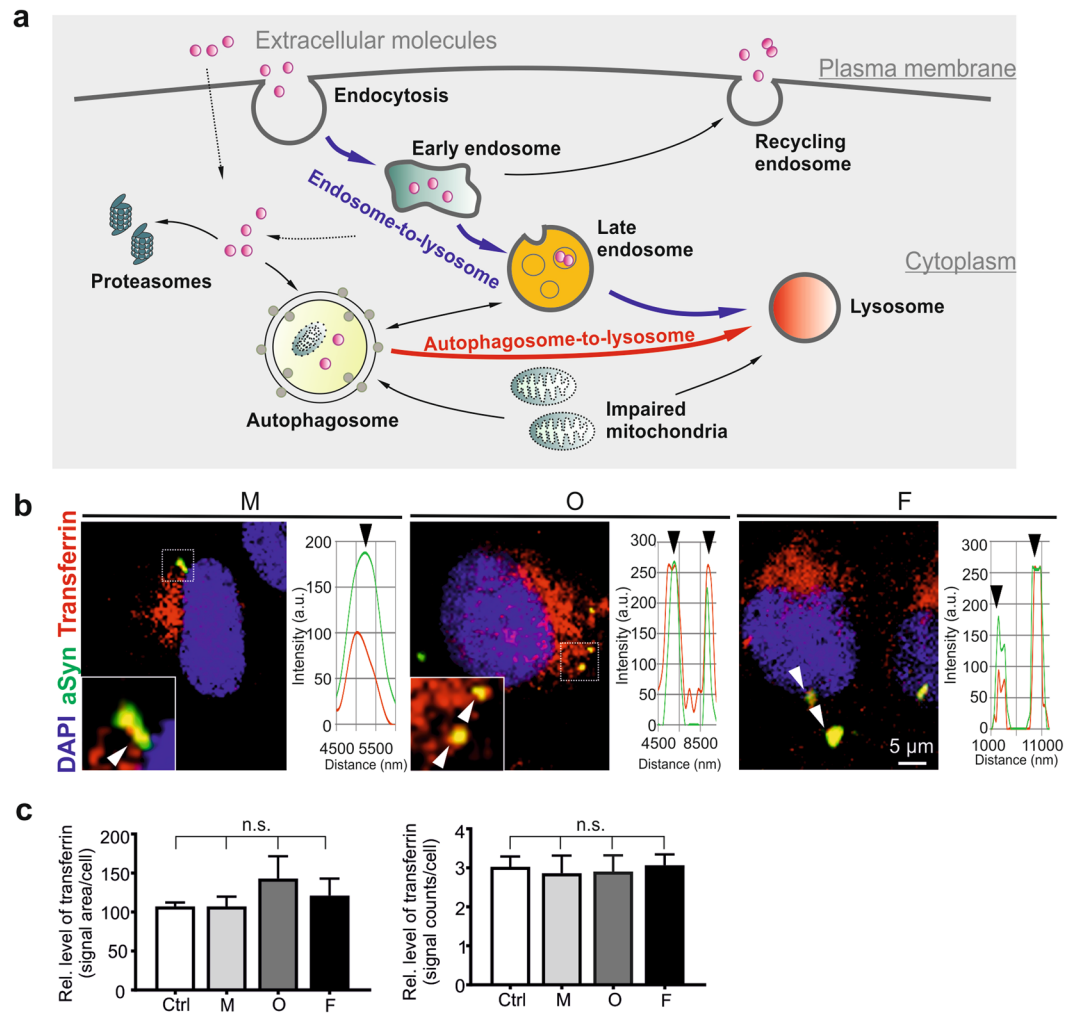 a
Extracellular molecules
Plasma membrane
Endocytosis
Early endosome
Recycling
endosome
Endosome-to-lysosome
Late
endosome
Cytoplasm
Proteasomes
Lysosome
Autophagosome-to-lysosome
Autophagosome
Impaired
mitochondria
b
M
O
F
DAPI aSyn Transferrin
Intensity (a.u.)
200
150
100
50
0
4500 5500
Distance (nm)
Intensity (a.u.)
300
250
200
150
100
50
0
4500 8500
Distance (nm)
5 µm
Intensity (a.u.)
300
250
200
150
100
50
0
1000 11000
Distance (nm)
c
Rel. level of transferrin
(signal area/cell)
200
150
100
50
0
n.s.
Ctrl M O F
Rel. level of transferrin
(signal counts/cell)
4
3
2
1
0
n.s.
Ctrl M O F